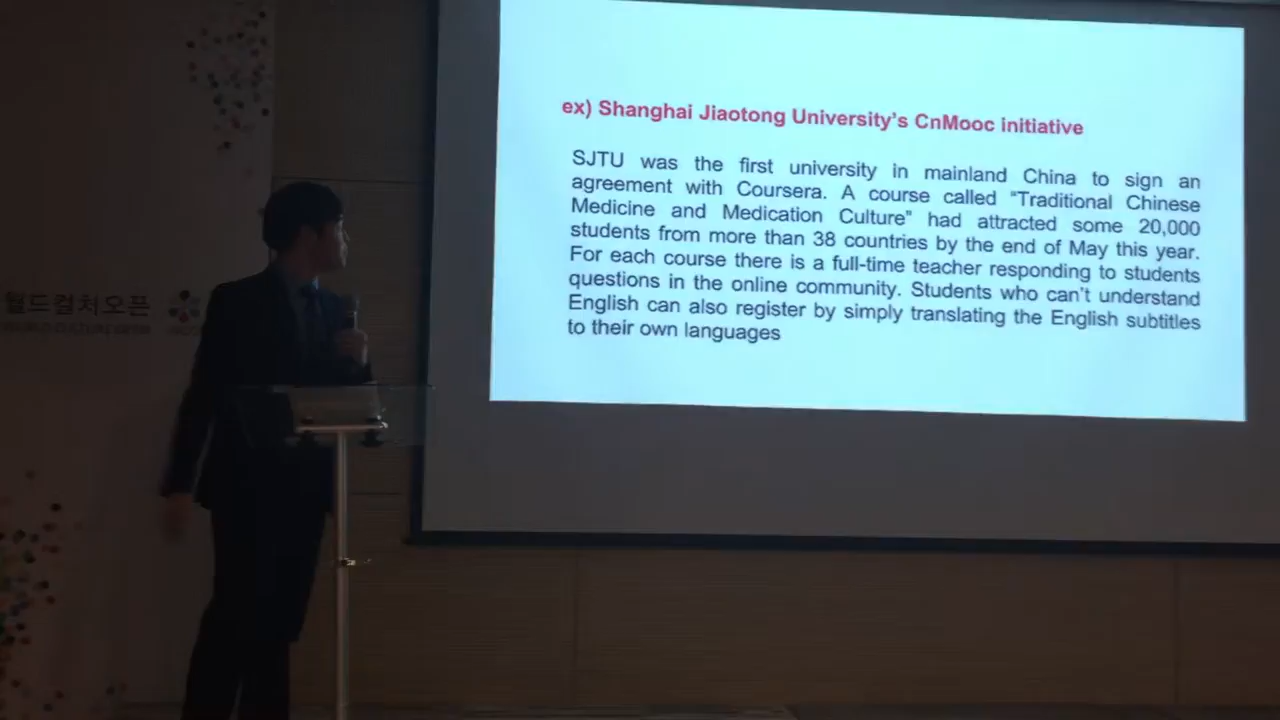 ex) Shanghai Jiaotong University's CnMooc initiative
SJTU was the first university in mainland China to sign an
agreement with Coursera. A course called “Traditional Chinese
Medicine and Medication Culture” had attracted some 20,000
students from more than 38 countries by the end of May this year.
For each course there is a full-time teacher responding to students
questions in the online community. Students who can't understand
English can also register by simply translating the English subtitles
to their own languages
월드컬처오픈